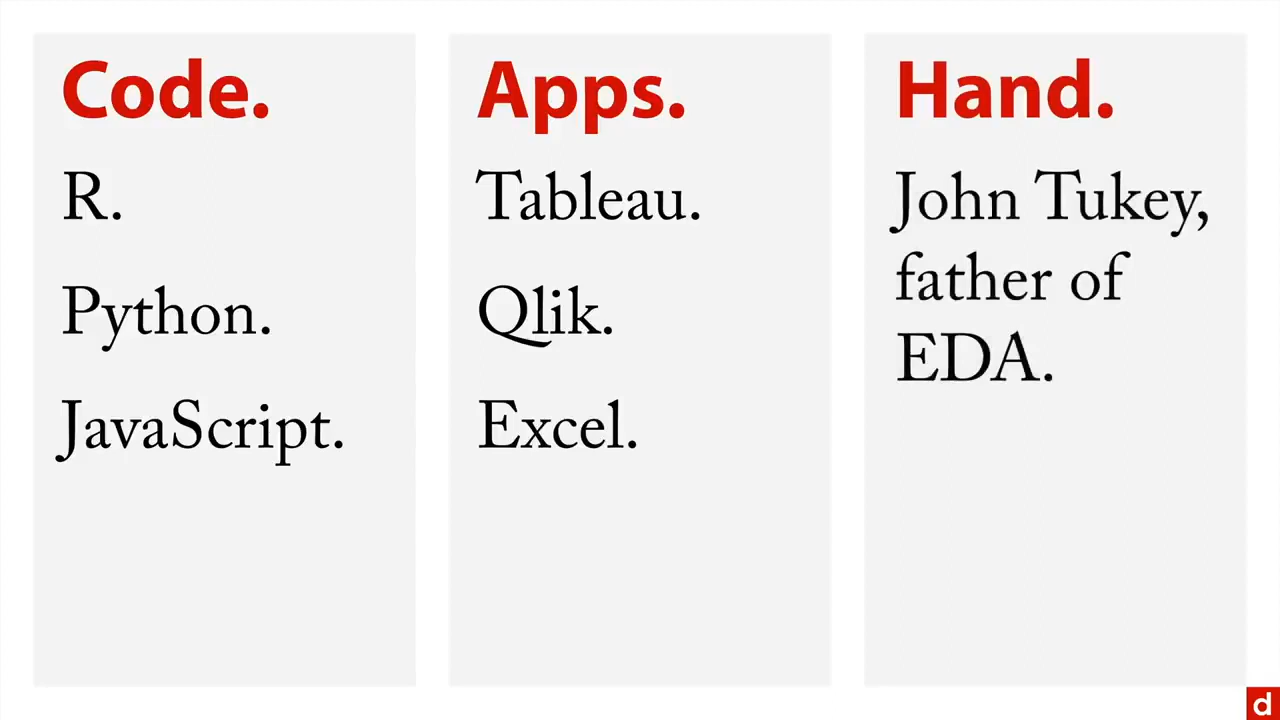 Code.
R.
Python.
JavaScript.
Apps.
Tableau.
Qlik.
Excel.
Hand.
John Tukey,
father of
EDA.
d